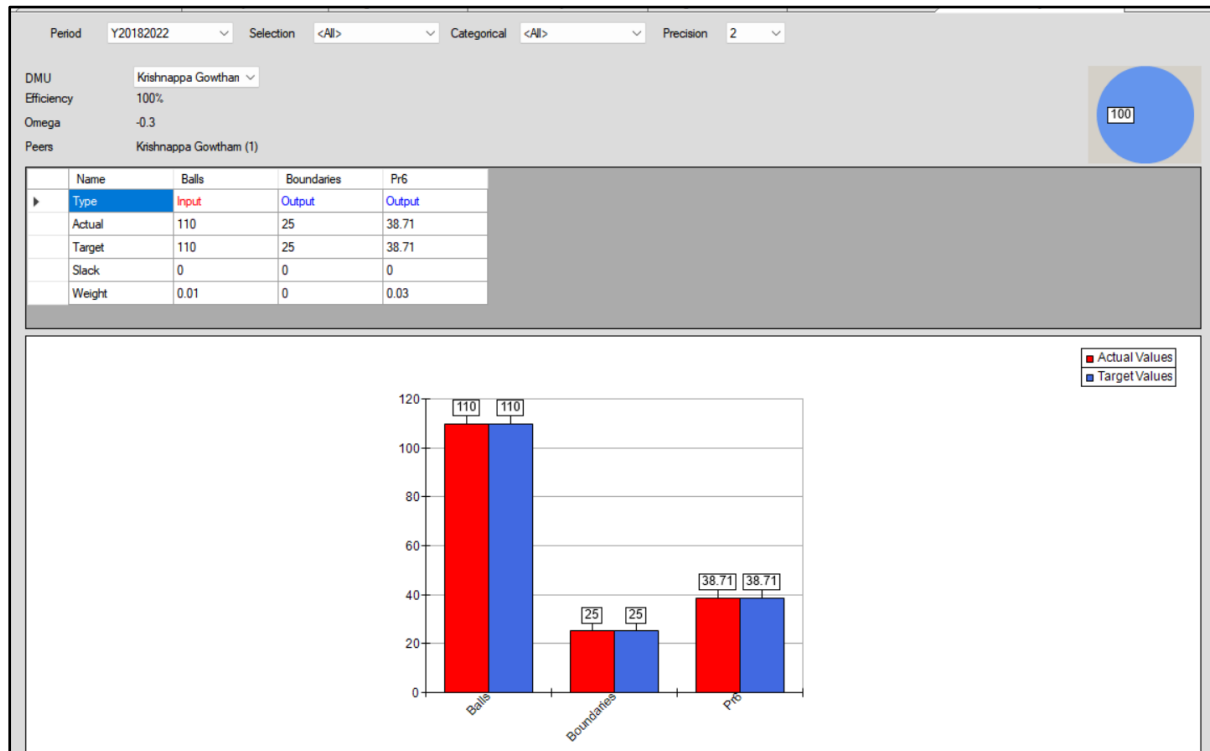 Period Y20182022 Selection <All> Categorical <All> Precision 2
DMU Krishnappa Gowthan
Efficiency 100%
Omega -0.3
Peers Krishnappa Gowtham (1)
100
Name Balls Boundaries Pr6
Type Input Output Output
Actual 110 25 38.71
Target 110 25 38.71
Slack 0 0 0
Weight 0.01 0 0.03
Actual Values
Target Values
120
110 110
100
80
60
38.71 38.71
40
25 25
20
0
Balls Boundaries Pr6